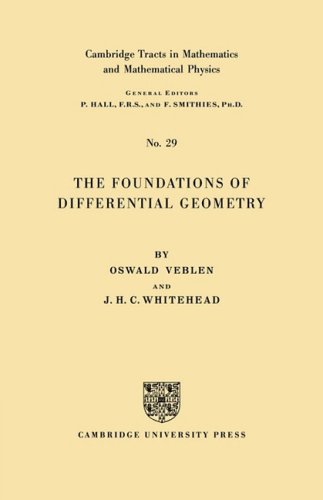 Cambridge Tracts in Mathematics
and Mathematical Physics
GENERAL EDITORS
P. HALL, F.R.S., AND F. SMITHIES, PH.D.
No. 29
THE FOUNDATIONS OF
DIFFERENTIAL GEOMETRY
BY
OSWALD VEBLEN
AND
J. H. C. WHITEHEAD
CAMBRIDGE UNIVERSITY PRESS